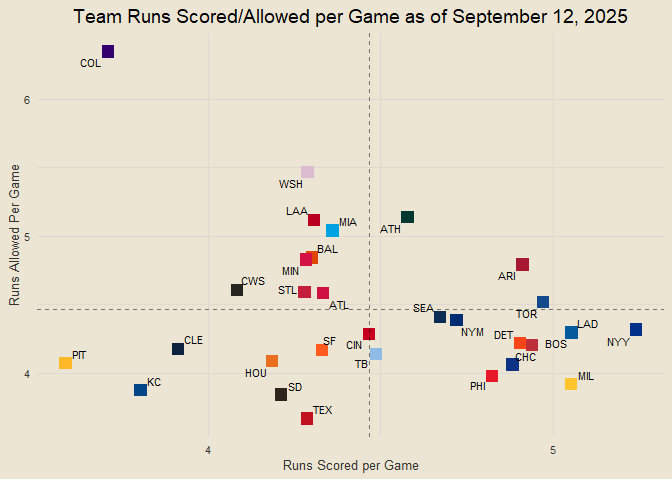 Team Runs Scored/Allowed per Game as of September 12, 2025
COL
6
WSH
LAA
MIA
ATH
5
BAL
MIN
ARI
CWS
STL
ATL
SEA
TOR
NYM
LAD
NYY
DET
BOS
CLE
SF
CIN
PIT
TB
CHC
4
HOU
KC
SD
PHI
MIL
TEX
4
5
Runs Scored per Game
Runs Allowed Per Game